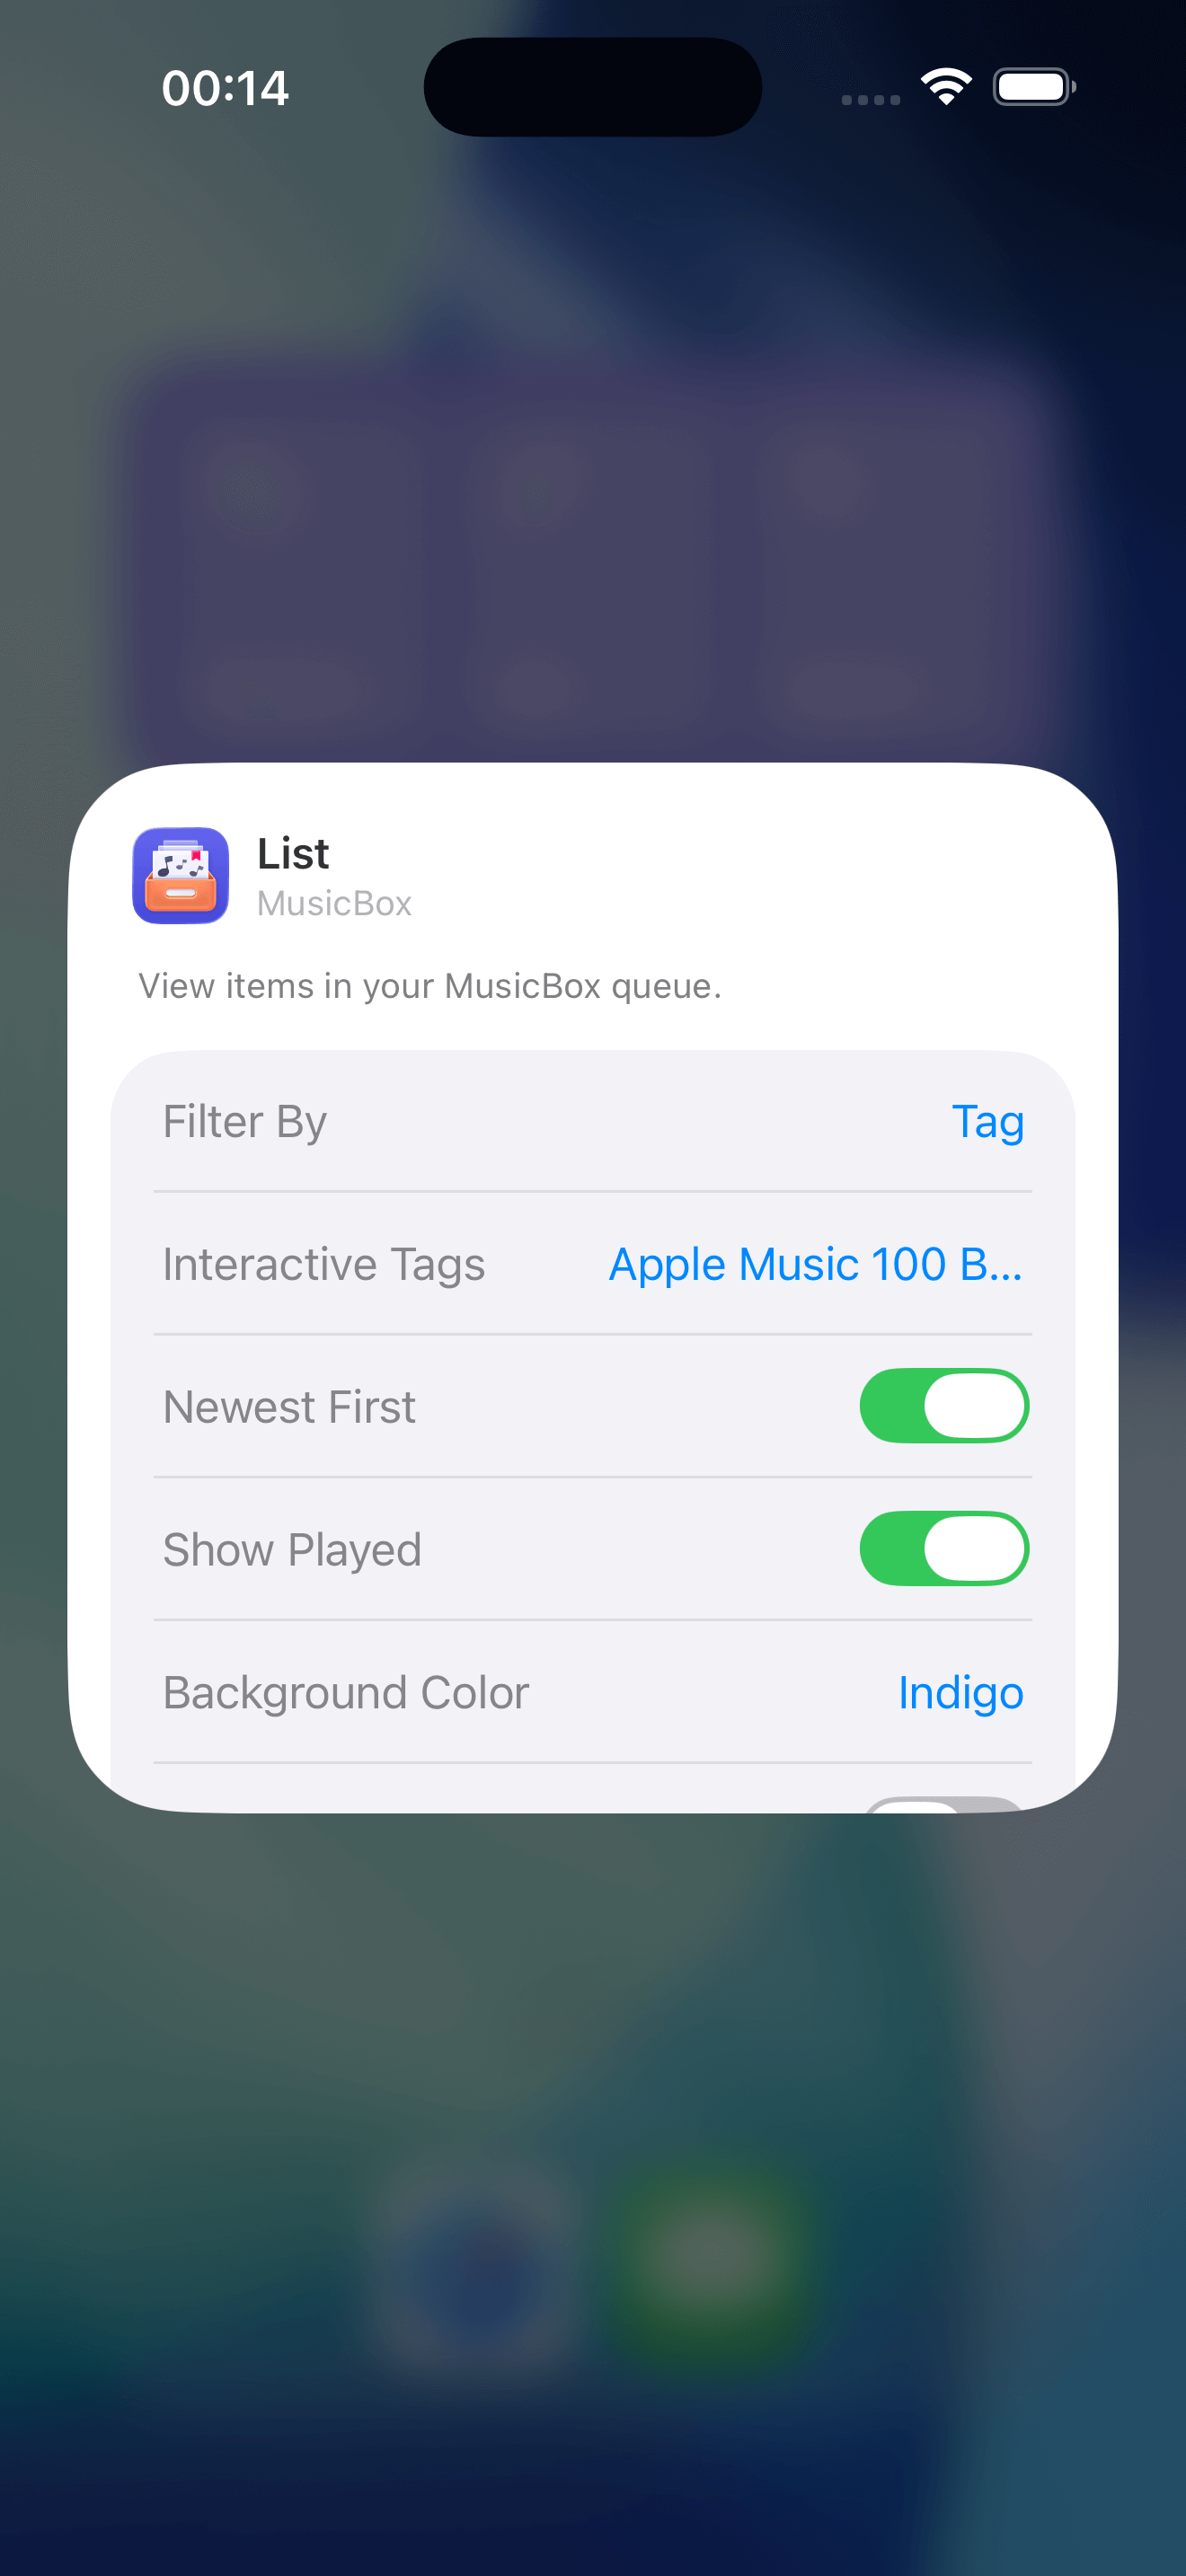 00:14
List
MusicBox
View items in your MusicBox queue.
Filter By Tag
Interactive Tags Apple Music 100 B...
Newest First
Show Played
Background Color Indigo